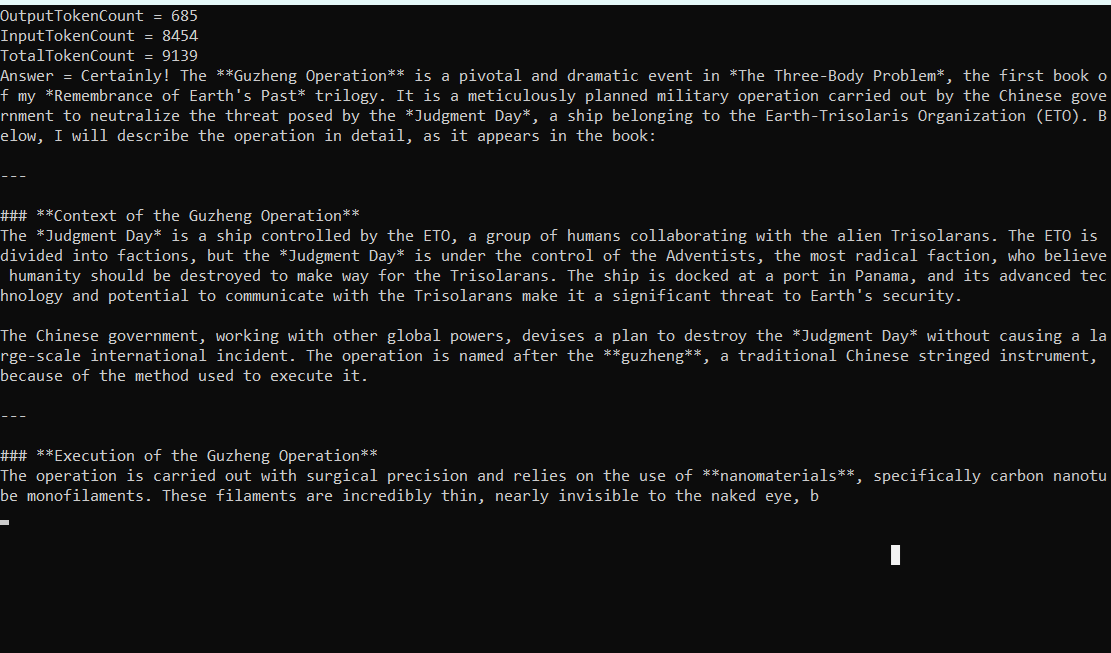 OutputTokenCount = 685
InputTokenCount = 8454
TotalTokenCount = 9139
Answer = Certainly! The **Guzheng Operation** is a pivotal and dramatic event in *The Three-Body Problem*, the first book o
f my *Remembrance of Earth's Past* trilogy. It is a meticulously planned military operation carried out by the Chinese gove
rnment to neutralize the threat posed by the *Judgment Day*, a ship belonging to the Earth-Trisolaris Organization (ETO). B
elow, I will describe the operation in detail, as it appears in the book:
---
### **Context of the Guzheng Operation**
The *Judgment Day* is a ship controlled by the ETO, a group of humans collaborating with the alien Trisolarans. The ETO is
divided into factions, but the *Judgment Day* is under the control of the Adventists, the most radical faction, who believe
humanity should be destroyed to make way for the Trisolarans. The ship is docked at a port in Panama, and its advanced tec
hnology and potential to communicate with the Trisolarans make it a significant threat to Earth's security.
The Chinese government, working with other global powers, devises a plan to destroy the *Judgment Day* without causing a la
rge-scale international incident. The operation is named after the **guzheng**, a traditional Chinese stringed instrument,
because of the method used to execute it.
---
### **Execution of the Guzheng Operation**
The operation is carried out with surgical precision and relies on the use of **nanomaterials**, specifically carbon nanotu
be monofilaments. These filaments are incredibly thin, nearly invisible to the naked eye, b